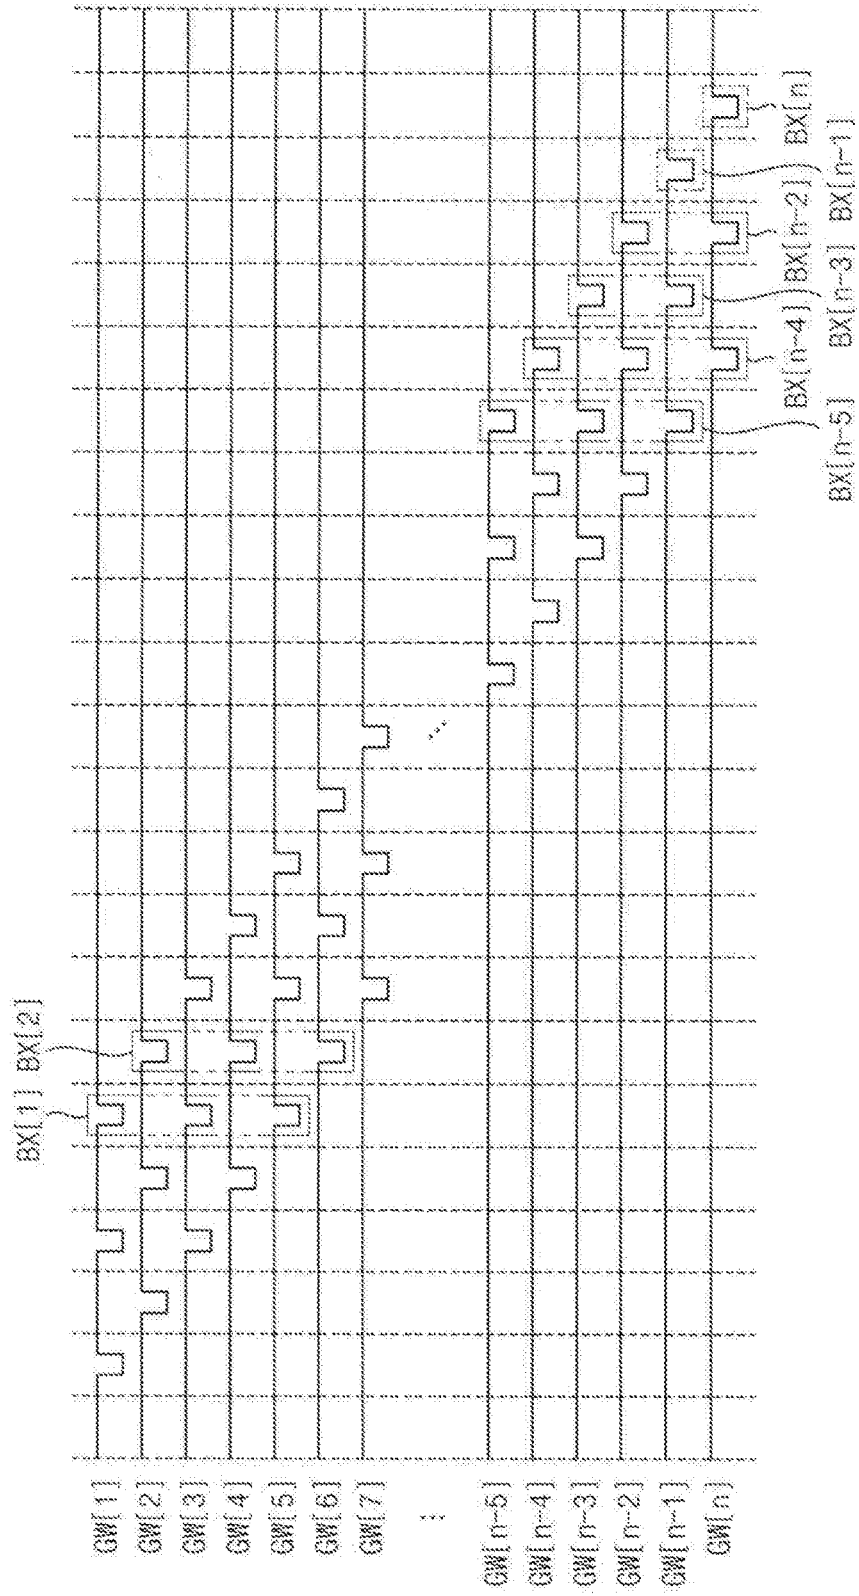 BX[1]
BX[2]
GW[1]
GW[2]
GW[3]
GW[4]
GW[5]
GW[6]
GW[7]
⋮
GW[n-5]
GW[n-4]
GW[n-3]
GW[n-2]
GW[n-1]
GW[n]
BX[n-5]
BX[n-4]
BX[n-3]
BX[n-2]
BX[n-1]
BX[n]